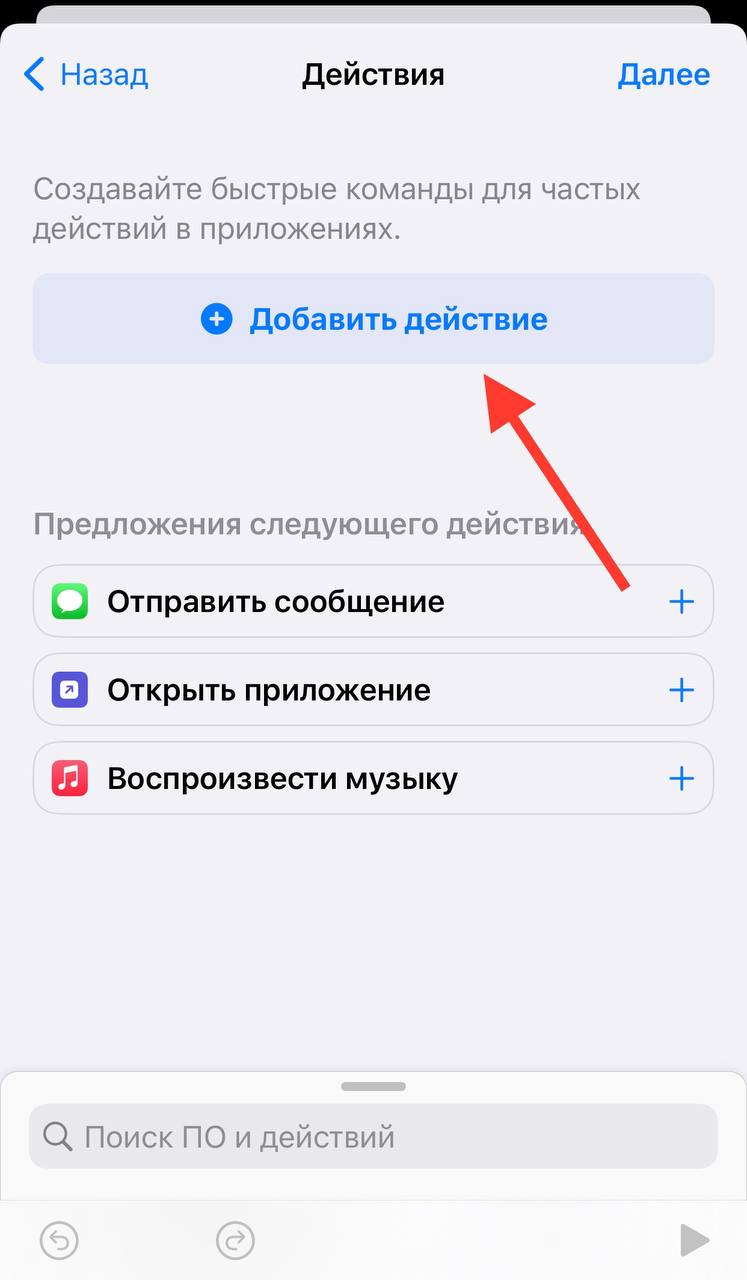 Назад
Действия
Далее
Создавайте быстрые команды для частых
действий в приложениях.
Добавить действие
Предложения следующего действия
Отправить сообщение
Открыть приложение
Воспроизвести музыку
Поиск ПО и действий